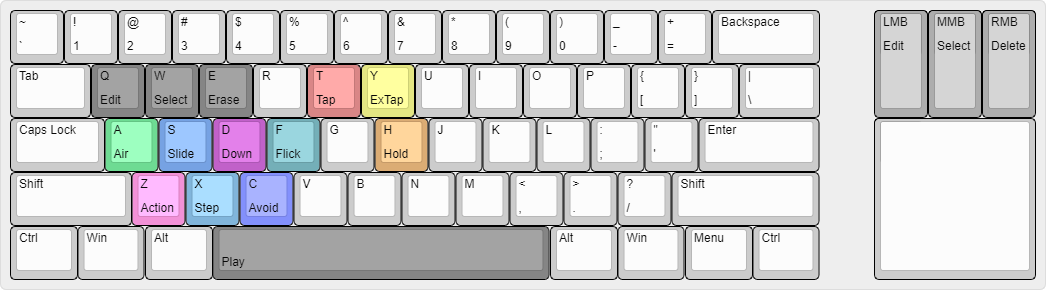 ~ ! @ # $ % ^ & * ( ) _ + Backspace LMB MMB RMB
` 1 2 3 4 5 6 7 8 9 0 - = Edit Select Delete
Tab Q W E R T Y U I O P { } |
Edit Select Erase Tap ExTap [ ] \
Caps Lock A S D F G H J K L : " Enter
Air Slide Down Flick Hold ; '
Shift Z X C V B N M < > ? Shift
Action Step Avoid , . /
Ctrl Win Alt Alt Win Menu Ctrl
Play